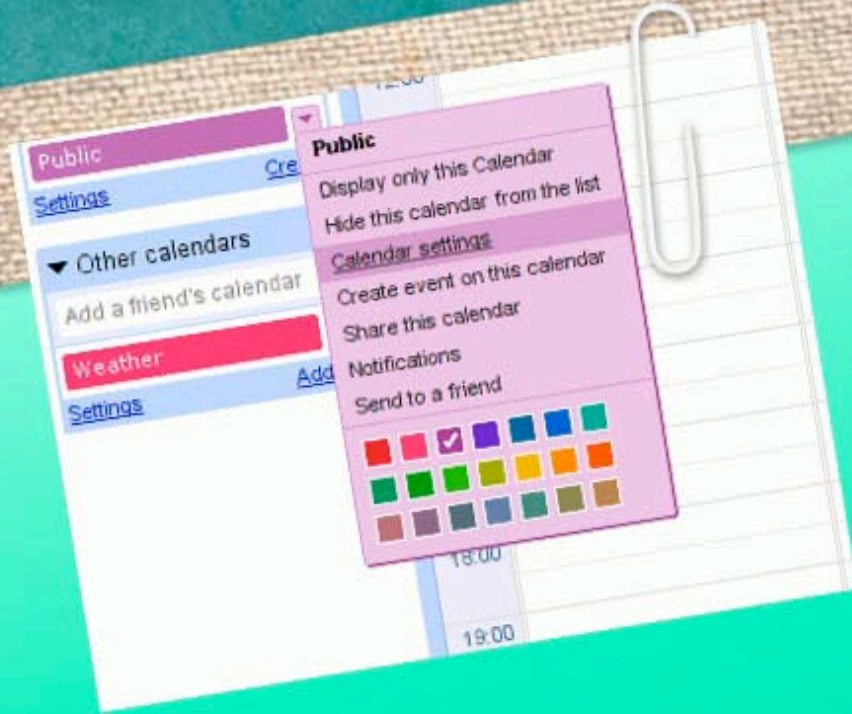 12:00
Public
Settings
Cre
Other calendars
Add a friend's calendar
Weather
Settings
Add
Public
Display only this Calendar
Hide this calendar from the list
Calendar settings
Create event on this calendar
Share this calendar
Notifications
Send to a friend
18:00
19:00